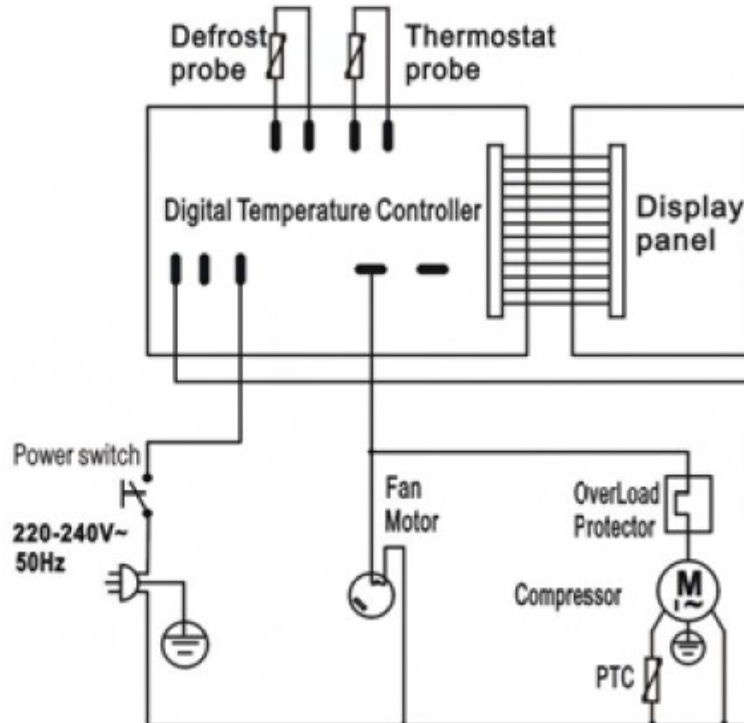 Defrost
probe
Thermostat
probe
Digital Temperature Controller
Display
panel
Power switch
220-240V~
50Hz
Fan
Motor
OverLoad
Protector
Compressor
M
1~
PTC